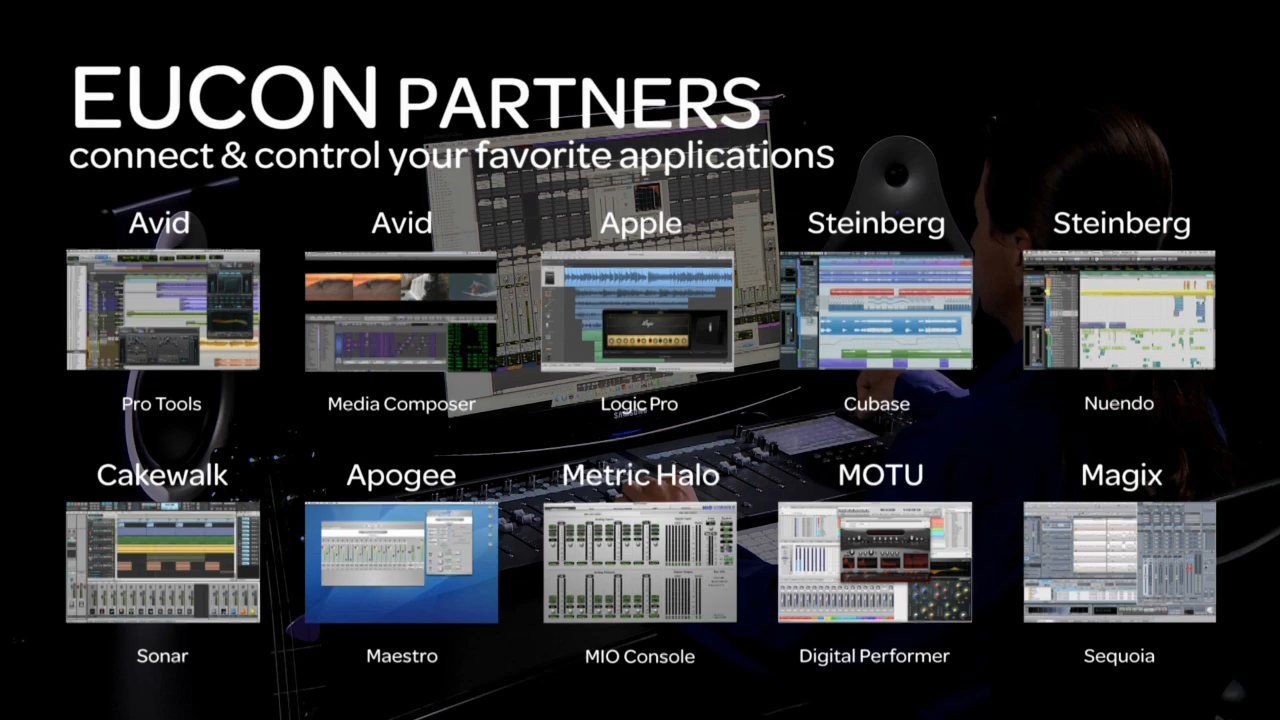 EUCON PARTNERS
connect & control your favorite applications
Avid Avid Apple Steinberg Steinberg
Pro Tools Media Composer Logic Pro Cubase Nuendo
Cakewalk Apogee Metric Halo MOTU Magix
Sonar Maestro MIO Console Digital Performer Sequoia